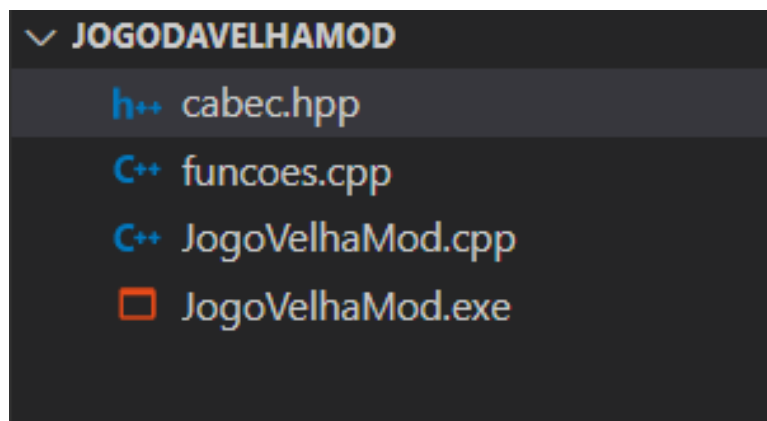 JOGODAVELHAMOD
h++ cabec.hpp
C++ funcoes.cpp
C++ JogoVelhaMod.cpp
JogoVelhaMod.exe